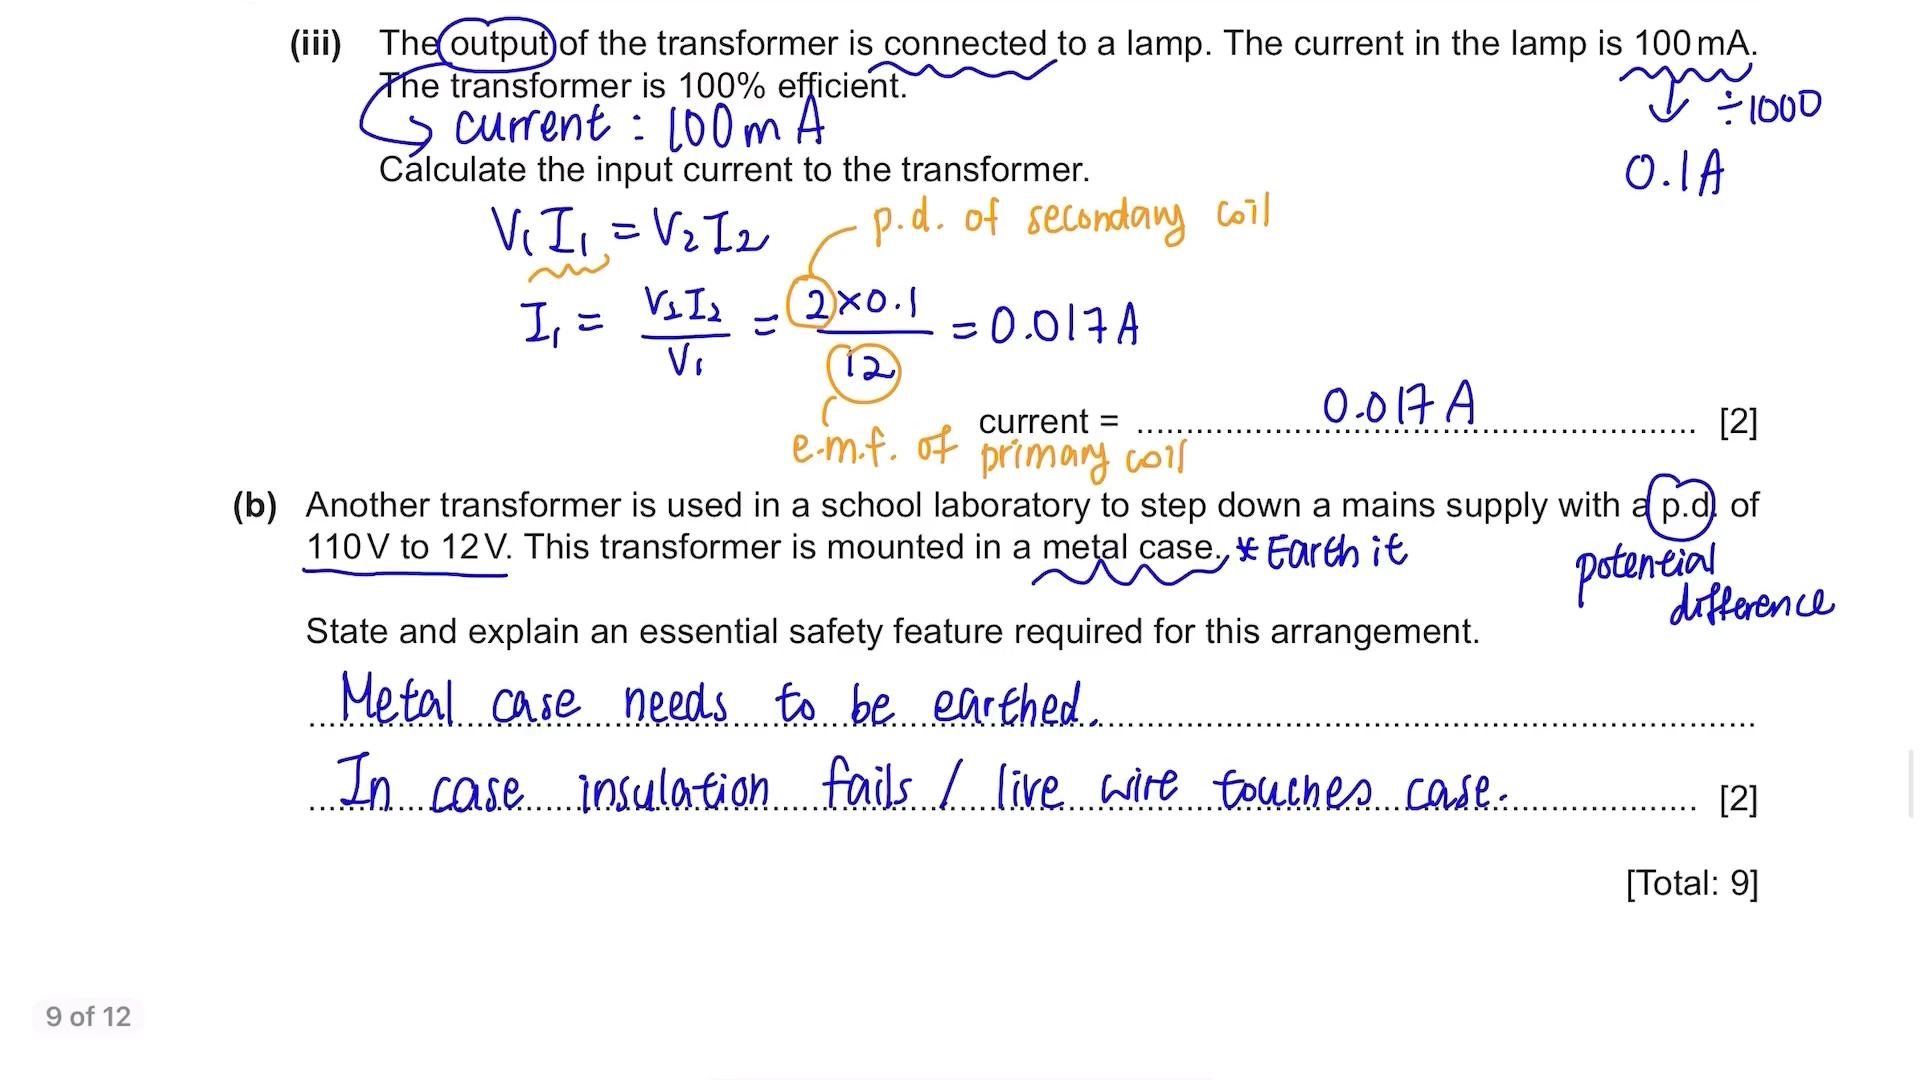 (iii) The output of the transformer is connected to a lamp. The current in the lamp is 100 mA.
The transformer is 100% efficient.
÷1000
current : 100 mA
Calculate the input current to the transformer.
0.1A
p.d. of secondary coil
V₁I₁ = V₂I₂
I₁ = V₂I₂ / V₁ = 2×0.1 / 12 = 0.017A
current = 0.017 A [2]
e.m.f. of primary coil
(b) Another transformer is used in a school laboratory to step down a mains supply with a p.d. of
110 V to 12 V. This transformer is mounted in a metal case. * Earth it
potential
difference
State and explain an essential safety feature required for this arrangement.
Metal case needs to be earthed.
In case insulation fails / live wire touches case. [2]
[Total: 9]
9 of 12